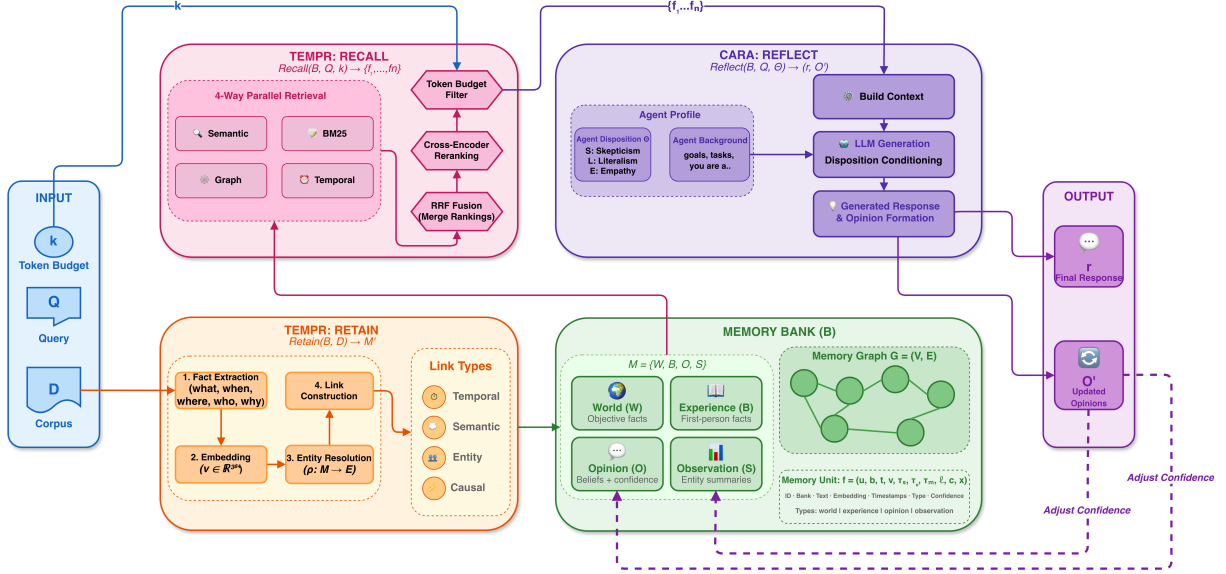 k
{f₁...fₙ}
INPUT
k
Token Budget
Q
Query
D
Corpus
TEMPR: RECALL
Recall(B, Q, k) → {f₁,...,fn}
4-Way Parallel Retrieval
Semantic
BM25
Graph
Temporal
Token Budget
Filter
Cross-Encoder
Reranking
RRF Fusion
(Merge Rankings)
CARA: REFLECT
Reflect(B, Q, Θ) → (r, O')
Agent Profile
Agent Disposition Θ
S: Skepticism
L: Literalism
E: Empathy
Agent Background
goals, tasks,
you are a..
Build Context
LLM Generation
Disposition Conditioning
Generated Response
& Opinion Formation
OUTPUT
r
Final Response
O'
Updated
Opinions
TEMPR: RETAIN
Retain(B, D) → M'
1. Fact Extraction
(what, when,
where, who, why)
2. Embedding
(v ∈ ℝ³⁸⁴)
3. Entity Resolution
(ρ: M → E)
4. Link
Construction
Link Types
Temporal
Semantic
Entity
Causal
MEMORY BANK (B)
M = {W, B, O, S}
World (W)
Objective facts
Experience (B)
First-person facts
Opinion (O)
Beliefs + confidence
Observation (S)
Entity summaries
Memory Graph G = (V, E)
Memory Unit: f = (u, b, t, v, τₛ, τₑ, τₘ, ℓ, c, x)
ID · Bank · Text · Embedding · Timestamps · Type · Confidence
Types: world | experience | opinion | observation
Adjust Confidence
Adjust Confidence